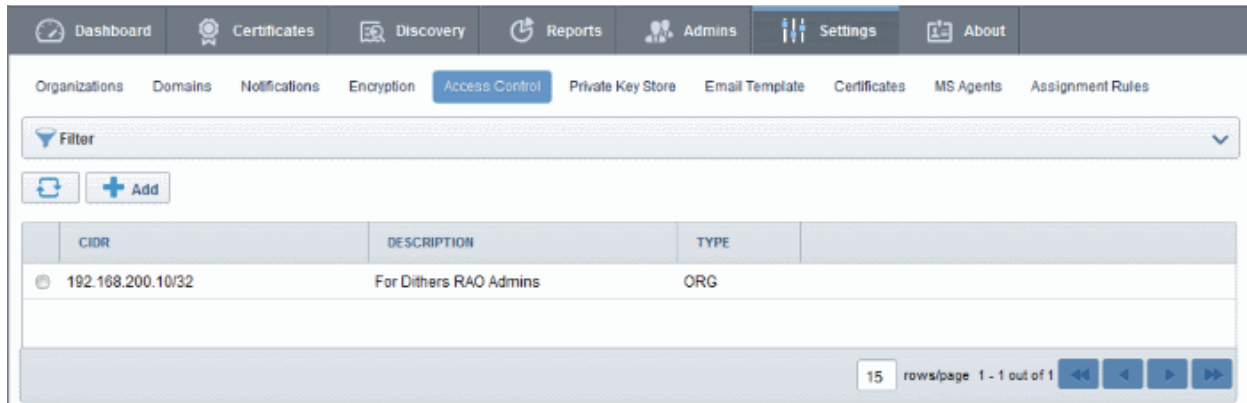 Dashboard Certificates Discovery Reports Admins Settings About
Organizations Domains Notifications Encryption Access Control Private Key Store Email Template Certificates MS Agents Assignment Rules
Filter
Add
CIDR DESCRIPTION TYPE
192.168.200.10/32 For Dithers RAO Admins ORG
15 rows/page 1 - 1 out of 1